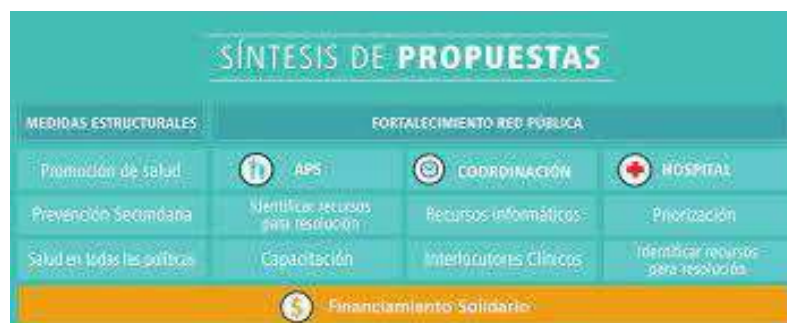 SÍNTESIS DE PROPUESTAS
MEDIDAS ESTRUCTURALES
FORTALECIMIENTO RED PÚBLICA
Promoción de salud
APS
COORDINACIÓN
HOSPITAL
Prevención Secundaria
Identificar recursos
para resolución
Recursos informáticos
Priorización
Salud en todas las políticas
Capacitación
Interlocutores Clínicos
Identificar recursos
para resolución
$ Financiamiento Solidario